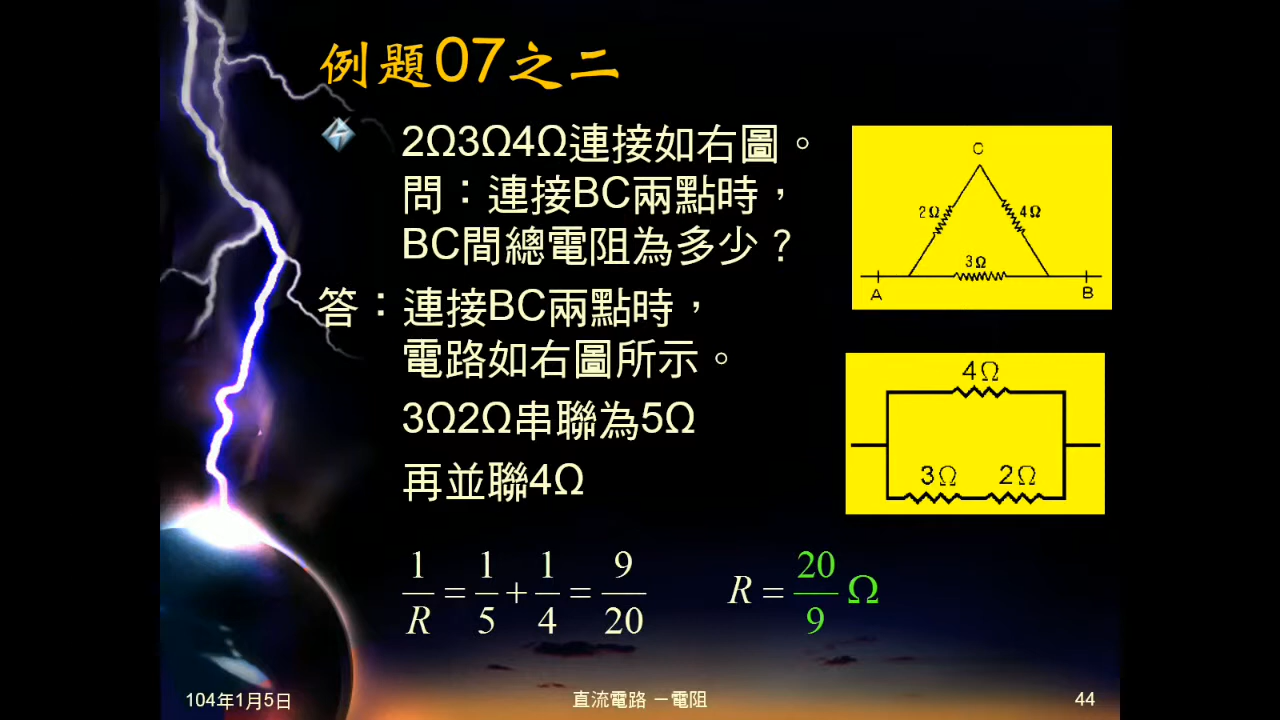 例題07之二
2Ω3Ω4Ω連接如右圖。
問：連接BC兩點時，
BC間總電阻為多少？
答：連接BC兩點時，
電路如右圖所示。
3Ω2Ω串聯為5Ω
再並聯4Ω
1/R = 1/5 + 1/4 = 9/20
R = 20/9 Ω
C
2Ω
4Ω
3Ω
A
B
4Ω
3Ω
2Ω
104年1月5日
直流電路 －電阻
44